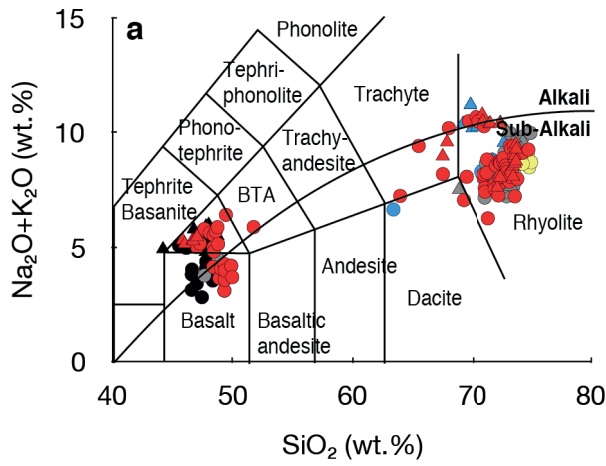 15
a
Phonolite
Tephri-
phonolite
Trachyte
Alkali
10
Sub-Alkali
Phono-
tephrite
Trachy-
andesite
Tephrite
Basanite
BTA
Rhyolite
5
Andesite
Dacite
Basalt
Basaltic
andesite
0
40
50
60
70
80
Na₂O+K₂O (wt.%)
SiO₂ (wt.%)